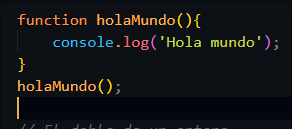 function holaMundo(){
    console.log('Hola mundo');
}
holaMundo();